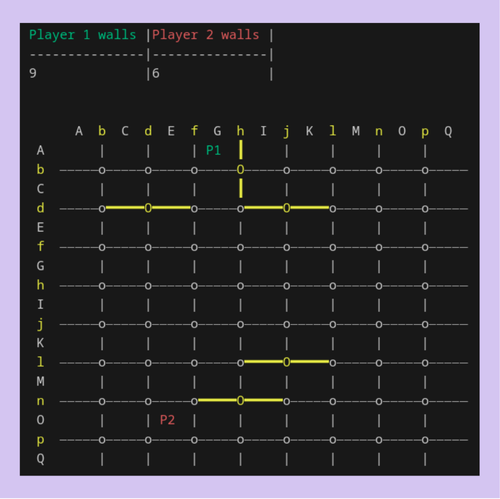 Player 1 walls |Player 2 walls |
---------------|---------------|
9 |6 |
A b C d E f G h I j K l M n O p Q
A | | | P1 | | | | |
b ————o————o————o————O————o————o————o————o————
C | | | | | | | |
d ————o————O————o————o————O————o————o————o————
E | | | | | | | |
f ————o————o————o————o————o————o————o————o————
G | | | | | | | |
h ————o————o————o————o————o————o————o————o————
I | | | | | | | |
j ————o————o————o————o————o————o————o————o————
K | | | | | | | |
l ————o————o————o————o————O————o————o————o————
M | | | | | | | |
n ————o————o————o————O————o————o————o————o————
O | | P2 | | | | | |
p ————o————o————o————o————o————o————o————o————
Q | | | | | | | |